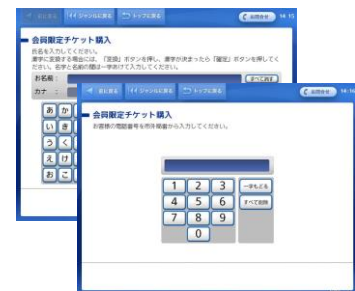 前に戻る ジャンルに戻る トップに戻る お問合せ 14:15
会員限定チケット購入
氏名を入力してください。
漢字に変換する場合には、「変換」ボタンを押し、漢字が決まったら「確定」ボタンを押してく
ださい。名字と名前の間は一字あけて入力してください。
お名前： すべて消す
カナ ：
あ か
い き
う く
え け
お こ
前に戻る ジャンルに戻る トップに戻る お問合せ
会員限定チケット購入
お客様の電話番号を市外局番から入力してください。
1 2 3 一字もどる
4 5 6 すべて削除
7 8 9
0